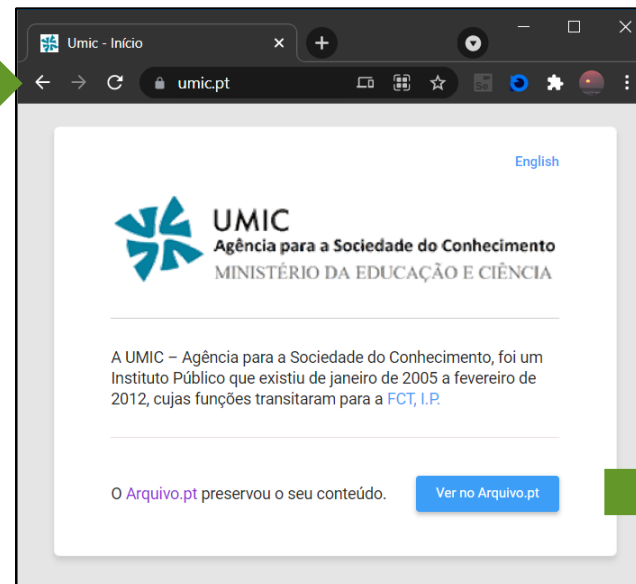 Umic - Início
umic.pt
English
UMIC
Agência para a Sociedade do Conhecimento
MINISTÉRIO DA EDUCAÇÃO E CIÊNCIA
A UMIC – Agência para a Sociedade do Conhecimento, foi um
Instituto Público que existiu de janeiro de 2005 a fevereiro de
2012, cujas funções transitaram para a FCT, I.P.
O Arquivo.pt preservou o seu conteúdo.
Ver no Arquivo.pt